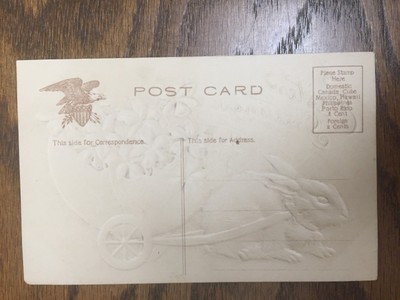 POST CARD
Place Stamp
Here
Domestic
Canada, Cuba
Mexico, Hawaii
Philippines
Porto Rico
1 Cent
Foreign
2 Cents
This side for Correspondence.
This side for Address.